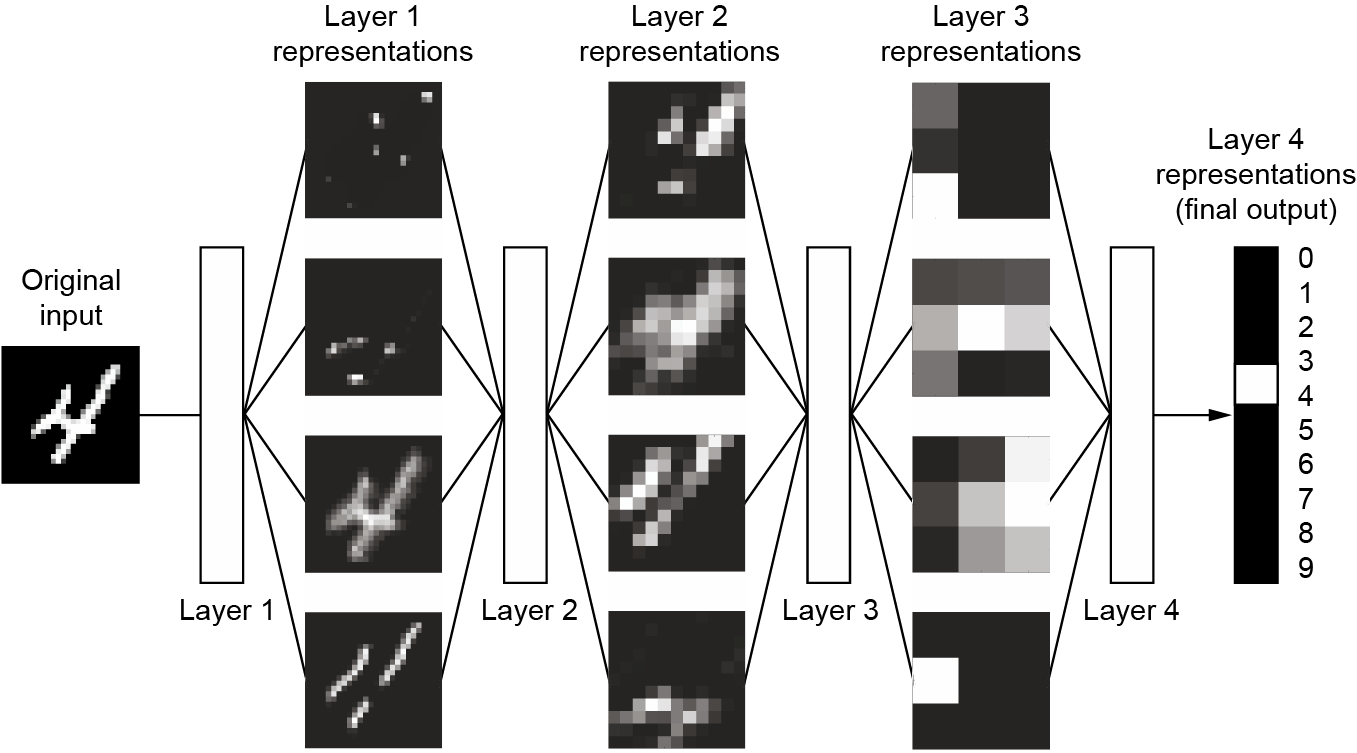 Layer 1
representations
Layer 2
representations
Layer 3
representations
Layer 4
representations
(final output)
Original
input
0
1
2
3
4
5
6
7
8
9
Layer 1
Layer 2
Layer 3
Layer 4